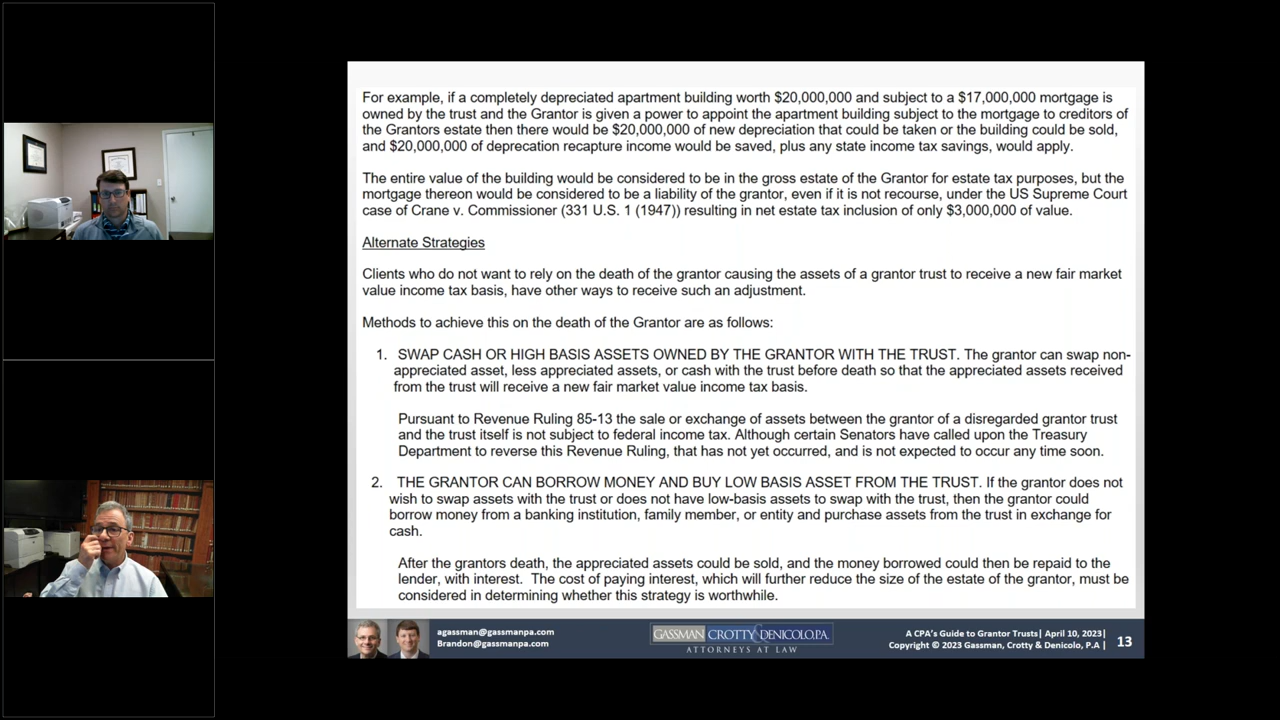 For example, if a completely depreciated apartment building worth $20,000,000 and subject to a $17,000,000 mortgage is
owned by the trust and the Grantor is given a power to appoint the apartment building subject to the mortgage to creditors of
the Grantors estate then there would be $20,000,000 of new depreciation that could be taken or the building could be sold,
and $20,000,000 of deprecation recapture income would be saved, plus any state income tax savings, would apply.
The entire value of the building would be considered to be in the gross estate of the Grantor for estate tax purposes, but the
mortgage thereon would be considered to be a liability of the grantor, even if it is not recourse, under the US Supreme Court
case of Crane v. Commissioner (331 U.S. 1 (1947)) resulting in net estate tax inclusion of only $3,000,000 of value.
Alternate Strategies
Clients who do not want to rely on the death of the grantor causing the assets of a grantor trust to receive a new fair market
value income tax basis, have other ways to receive such an adjustment.
Methods to achieve this on the death of the Grantor are as follows:
1. SWAP CASH OR HIGH BASIS ASSETS OWNED BY THE GRANTOR WITH THE TRUST. The grantor can swap non-
appreciated asset, less appreciated assets, or cash with the trust before death so that the appreciated assets received
from the trust will receive a new fair market value income tax basis.
Pursuant to Revenue Ruling 85-13 the sale or exchange of assets between the grantor of a disregarded grantor trust
and the trust itself is not subject to federal income tax. Although certain Senators have called upon the Treasury
Department to reverse this Revenue Ruling, that has not yet occurred, and is not expected to occur any time soon.
2. THE GRANTOR CAN BORROW MONEY AND BUY LOW BASIS ASSET FROM THE TRUST. If the grantor does not
wish to swap assets with the trust or does not have low-basis assets to swap with the trust, then the grantor could
borrow money from a banking institution, family member, or entity and purchase assets from the trust in exchange for
cash.
After the grantors death, the appreciated assets could be sold, and the money borrowed could then be repaid to the
lender, with interest. The cost of paying interest, which will further reduce the size of the estate of the grantor, must be
considered in determining whether this strategy is worthwhile.
agassman@gassmanpa.com
Brandon@gassmanpa.com
GASSMAN CROTTY & DENICOLO, P.A.
ATTORNEYS AT LAW
A CPA's Guide to Grantor Trusts| April 10, 2023|
Copyright © 2023 Gassman, Crotty & Denicolo, P.A |
13